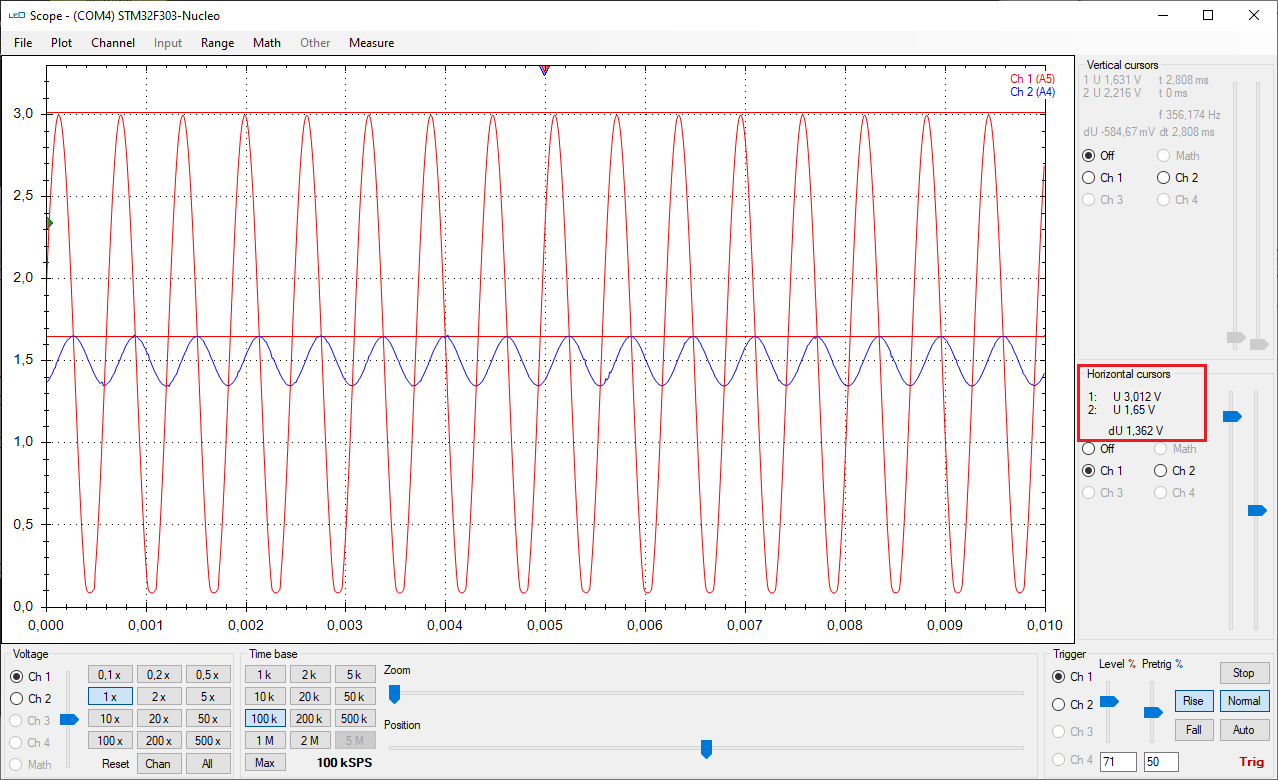 LEO Scope - (COM4) STM32F303-Nucleo
File Plot Channel Input Range Math Other Measure
Ch 1 (A5)
Ch 2 (A4)
3,0
2,5
2,0
1,5
1,0
0,5
0,0
0,000 0,001 0,002 0,003 0,004 0,005 0,006 0,007 0,008 0,009 0,010
Vertical cursors
1 U 1,631 V t 2,808 ms
2 U 2,216 V t 0 ms
f 356,174 Hz
dU -584,67 mV dt 2,808 ms
Off Math
Ch 1 Ch 2
Ch 3 Ch 4
Horizontal cursors
1: U 3,012 V
2: U 1,65 V
dU 1,362 V
Off Math
Ch 1 Ch 2
Ch 3 Ch 4
Voltage
Ch 1 0,1 x 0,2 x 0,5 x
Ch 2 1 x 2 x 5 x
Ch 3 10 x 20 x 50 x
Ch 4 100 x 200 x 500 x
Math Reset Chan All
Time base
1 k 2 k 5 k
10 k 20 k 50 k
100 k 200 k 500 k
1 M 2 M 5 M
Max 100 kSPS
Zoom
Position
Trigger
Level % Pretrig %
Ch 1 Stop
Ch 2 Rise Normal
Ch 3 Fall Auto
Ch 4 71 50 Trig